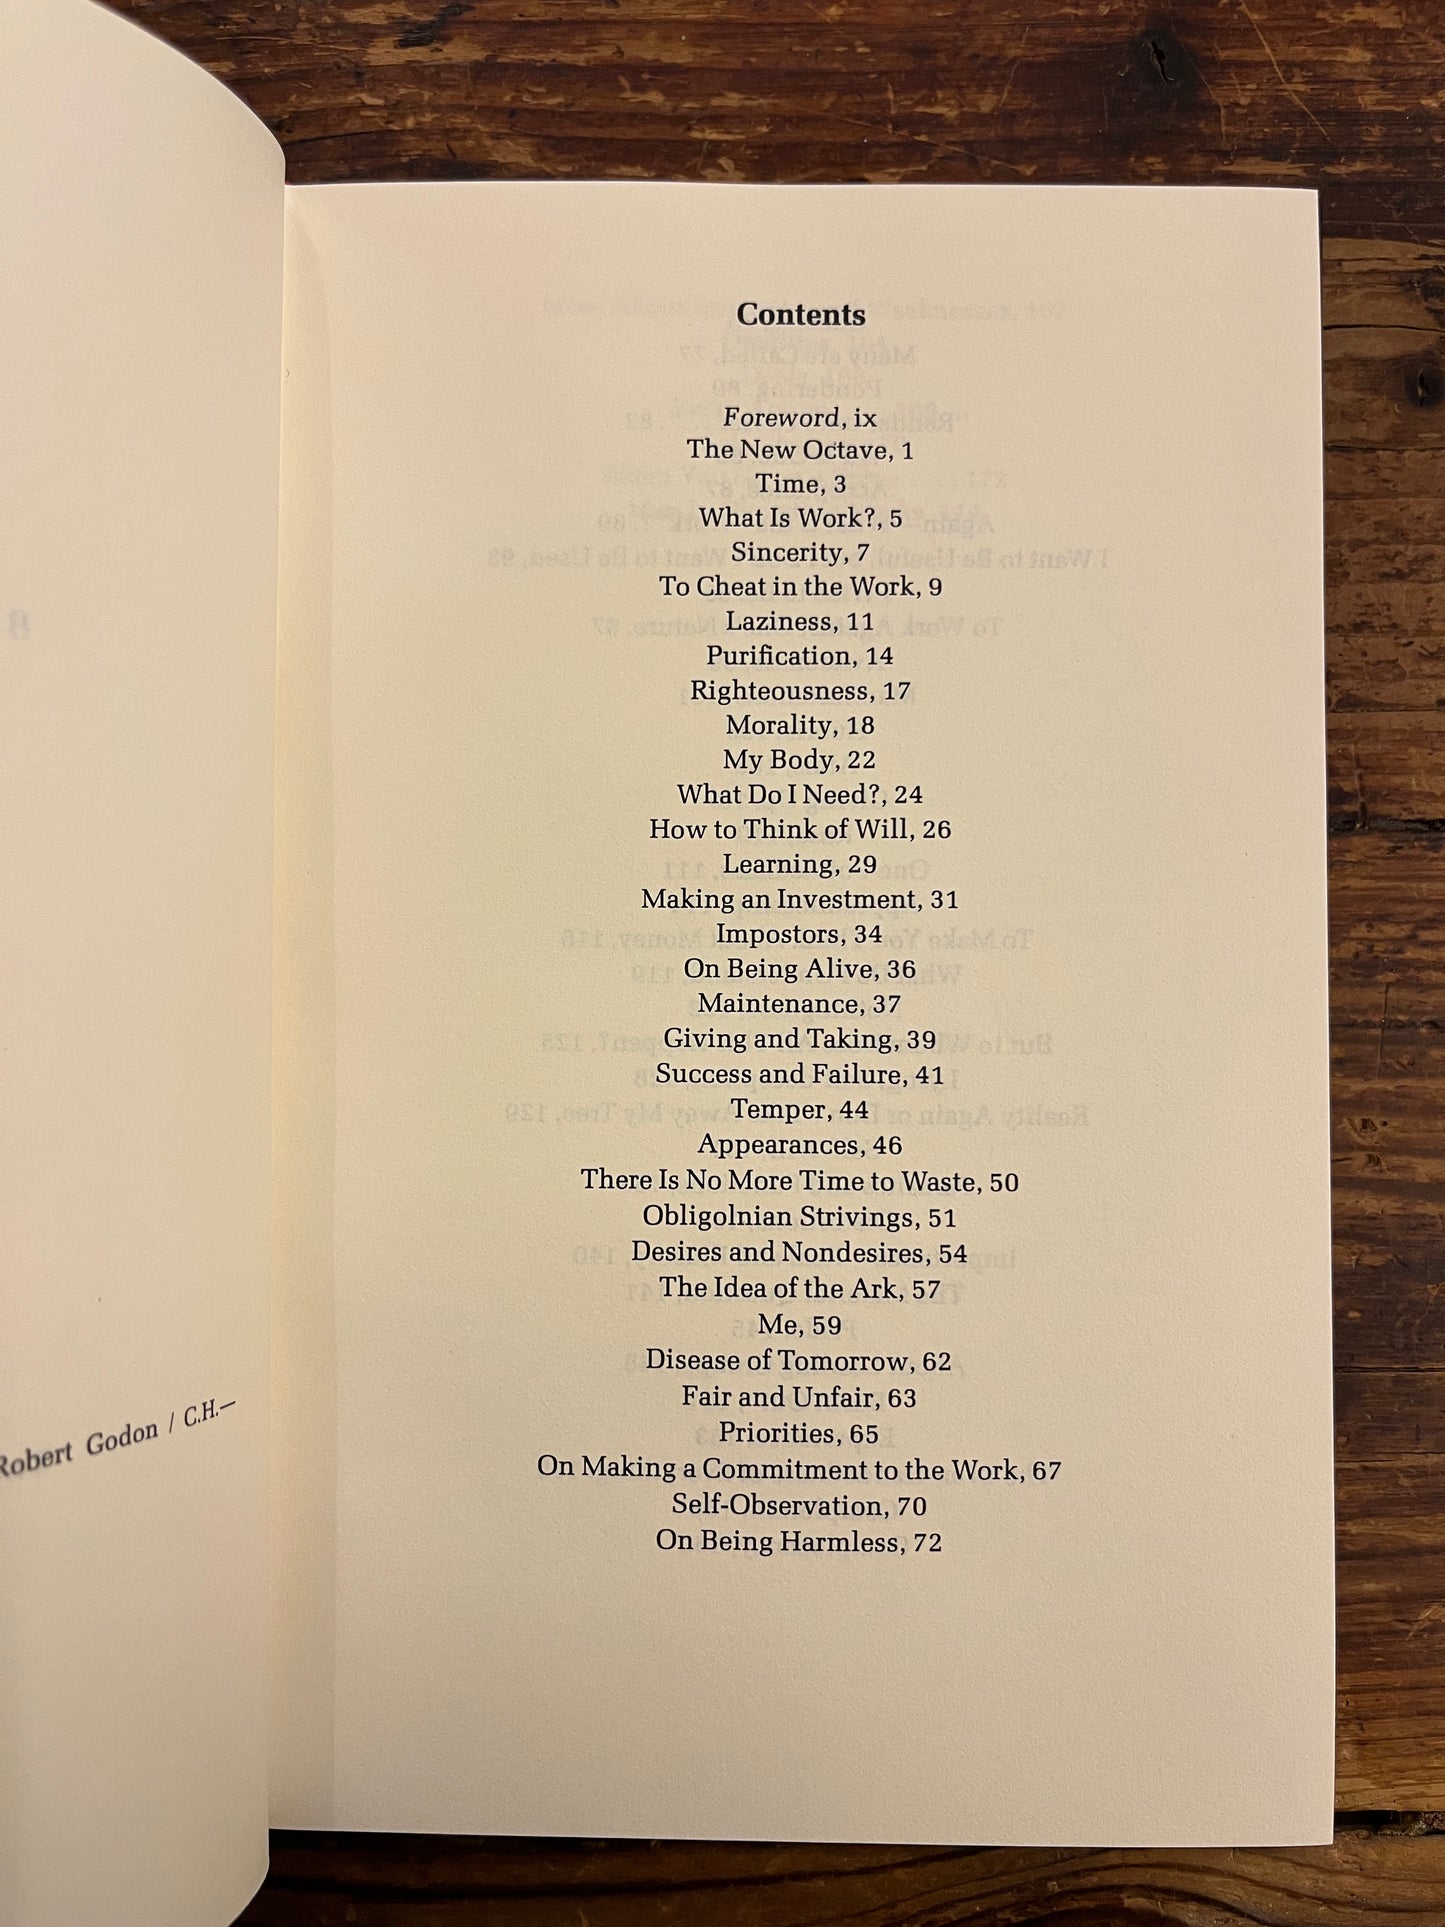 Contents
Foreword, ix
The New Octave, 1
Time, 3
What Is Work?, 5
Sincerity, 7
To Cheat in the Work, 9
Laziness, 11
Purification, 14
Righteousness, 17
Morality, 18
My Body, 22
What Do I Need?, 24
How to Think of Will, 26
Learning, 29
Making an Investment, 31
Impostors, 34
On Being Alive, 36
Maintenance, 37
Giving and Taking, 39
Success and Failure, 41
Temper, 44
Appearances, 46
There Is No More Time to Waste, 50
Obligolnian Strivings, 51
Desires and Nondesires, 54
The Idea of the Ark, 57
Me, 59
Disease of Tomorrow, 62
Fair and Unfair, 63
Priorities, 65
On Making a Commitment to the Work, 67
Self-Observation, 70
On Being Harmless, 72
Robert Godon / C.H.—